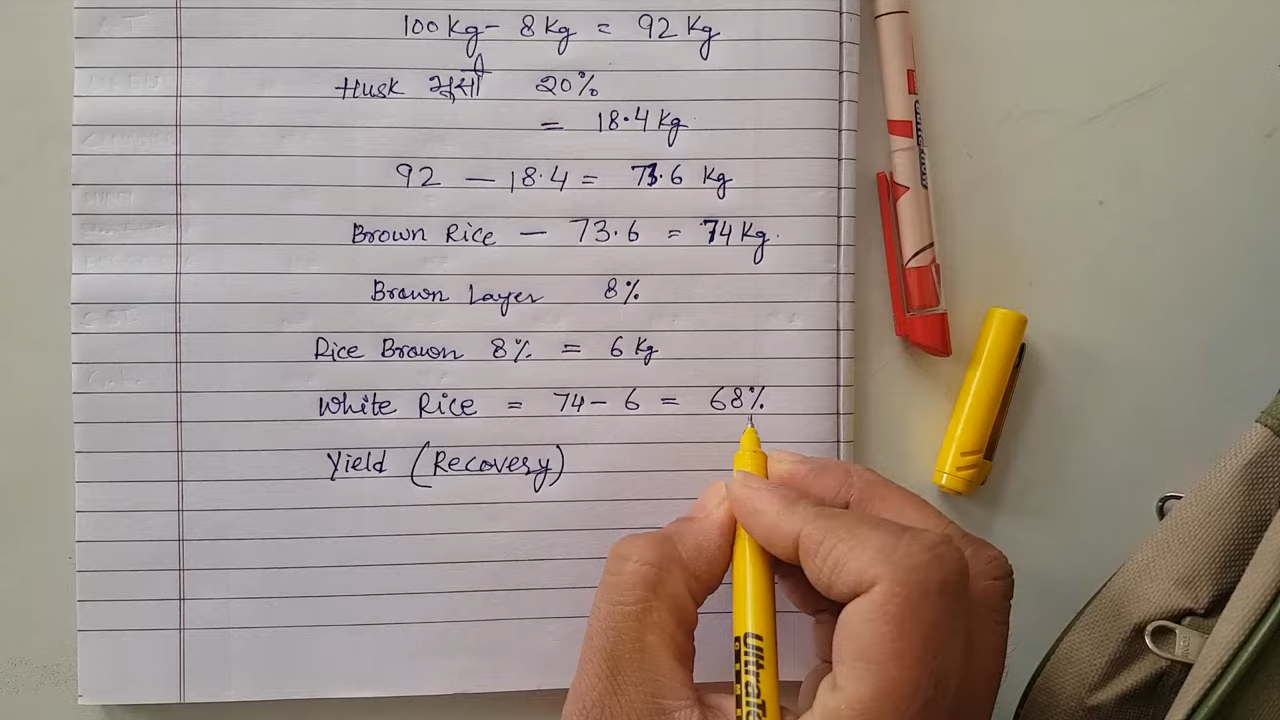 100 Kg - 8 Kg = 92 Kg
Husk भूसी 20%
= 18.4 Kg
92 - 18.4 = 73.6 Kg
Brown Rice - 73.6 = 74 Kg.
Brown Layer 8%
Rice Brown 8% = 6 Kg
White Rice = 74 - 6 = 68%
Yield (Recovery)